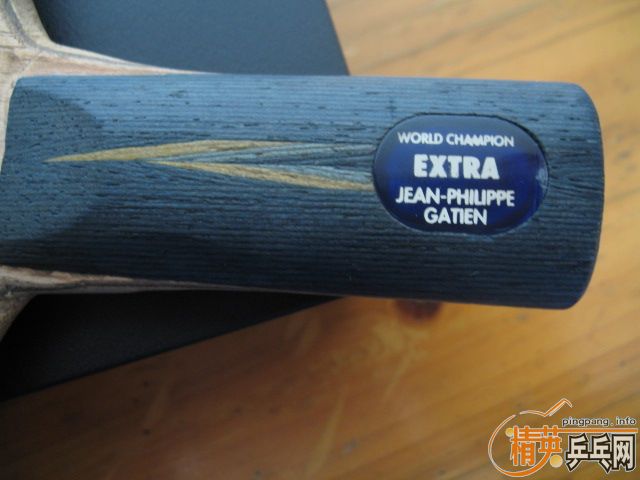 WORLD CHAMPION
EXTRA
JEAN-PHILIPPE
GATIEN
pingpang.info
精英乒乓网